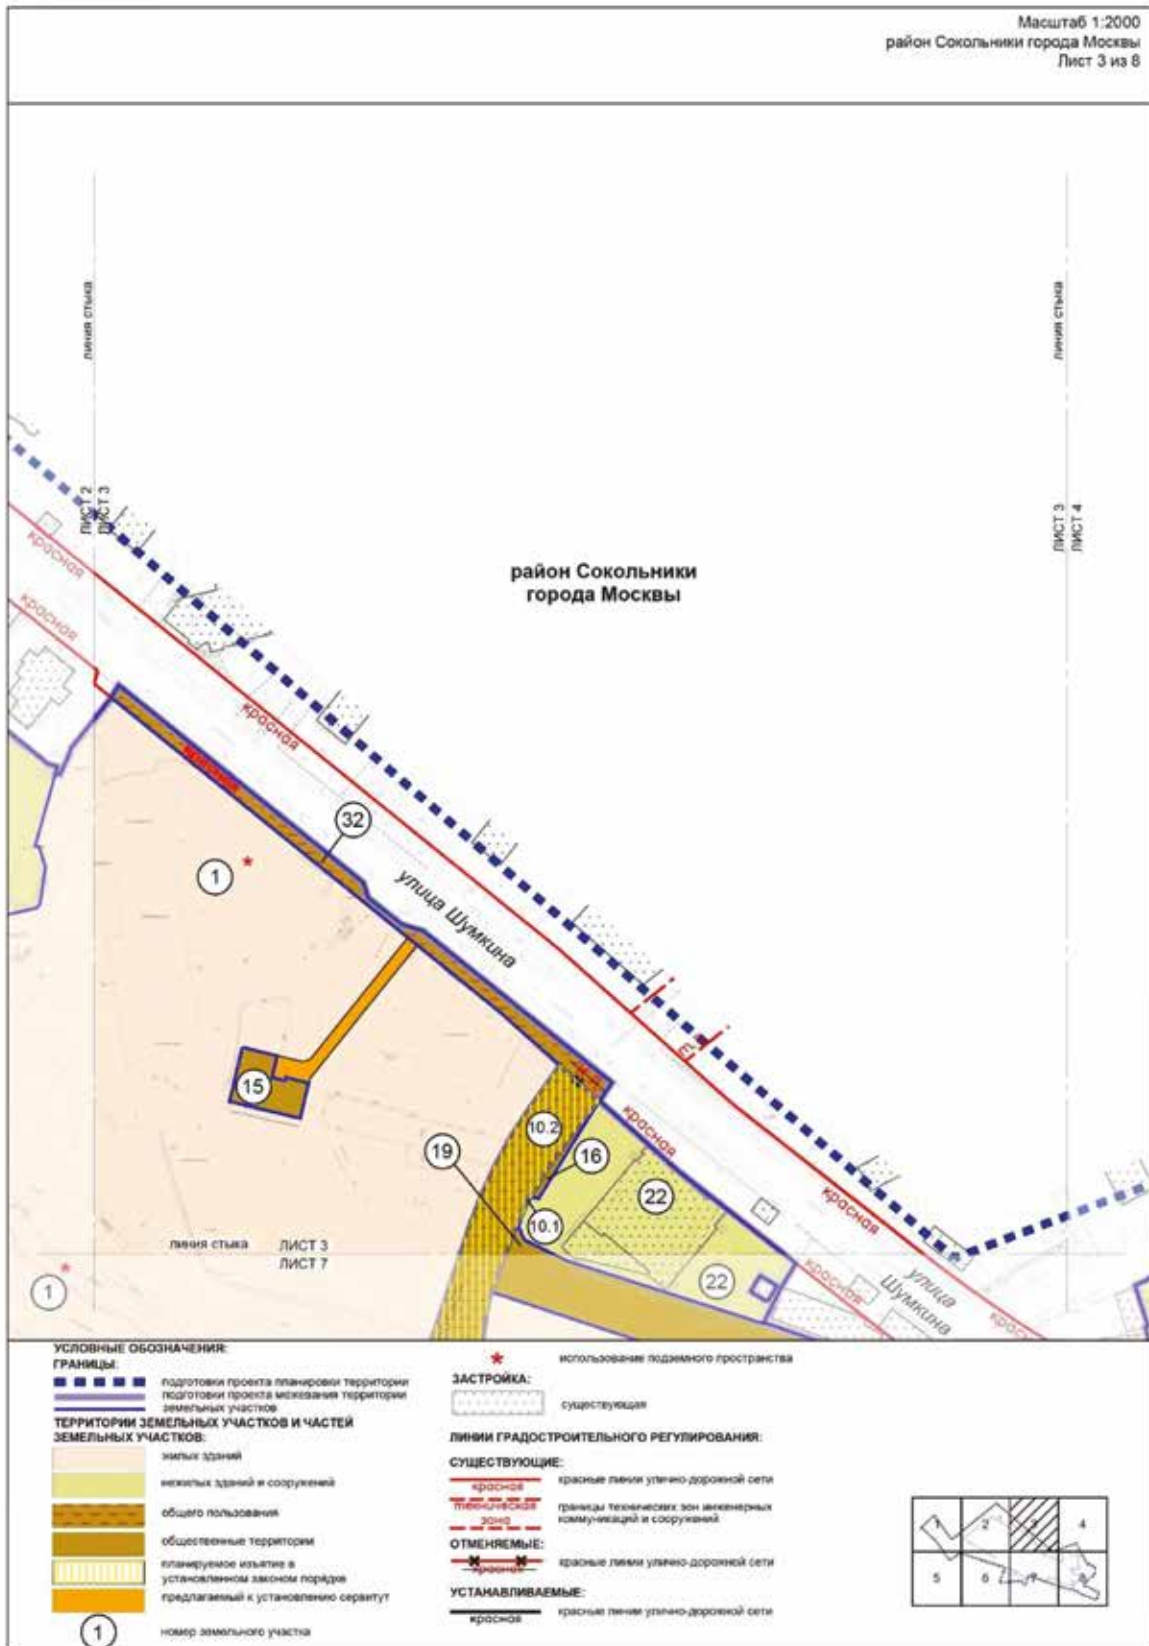 Масштаб 1:2000
район Сокольники города Москвы
Лист 3 из 8
линия стыка
линия стыка
ЛИСТ 2
ЛИСТ 3
ЛИСТ 3
ЛИСТ 4
красная
красная
район Сокольники
города Москвы
красная
красная
32
1
улица Шумкина
15
10.2
19
16
красная
22
10.1
красная
линия стыка
ЛИСТ 3
ЛИСТ 7
1
22
красная
улица
Шумкина
красная
УСЛОВНЫЕ ОБОЗНАЧЕНИЯ:
ГРАНИЦЫ:
подготовки проекта планировки территории
подготовки проекта межевания территории
земельных участков
ТЕРРИТОРИИ ЗЕМЕЛЬНЫХ УЧАСТКОВ И ЧАСТЕЙ
ЗЕМЕЛЬНЫХ УЧАСТКОВ:
жилых зданий
нежилых зданий и сооружений
общего пользования
общественные территории
планируемое изъятие в
установленном законом порядке
предлагаемый к установлению сервитут
1
номер земельного участка
использование подземного пространства
ЗАСТРОЙКА:
существующая
ЛИНИИ ГРАДОСТРОИТЕЛЬНОГО РЕГУЛИРОВАНИЯ:
СУЩЕСТВУЮЩИЕ:
красная
красные линии улично-дорожной сети
техническая
зона
границы технических зон инженерных
коммуникаций и сооружений
ОТМЕНЯЕМЫЕ:
красная
красные линии улично-дорожной сети
УСТАНАВЛИВАЕМЫЕ:
красная
красные линии улично-дорожной сети
1
2
3
4
5
6
7
8